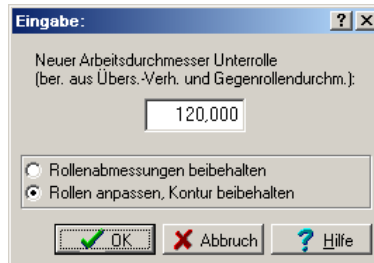 Eingabe:
Neuer Arbeitsdurchmesser Unterrolle
(ber. aus Übers.-Verh. und Gegenrollendurchm.):
120,000
Rollenabmessungen beibehalten
Rollen anpassen, Kontur beibehalten
OK Abbruch Hilfe